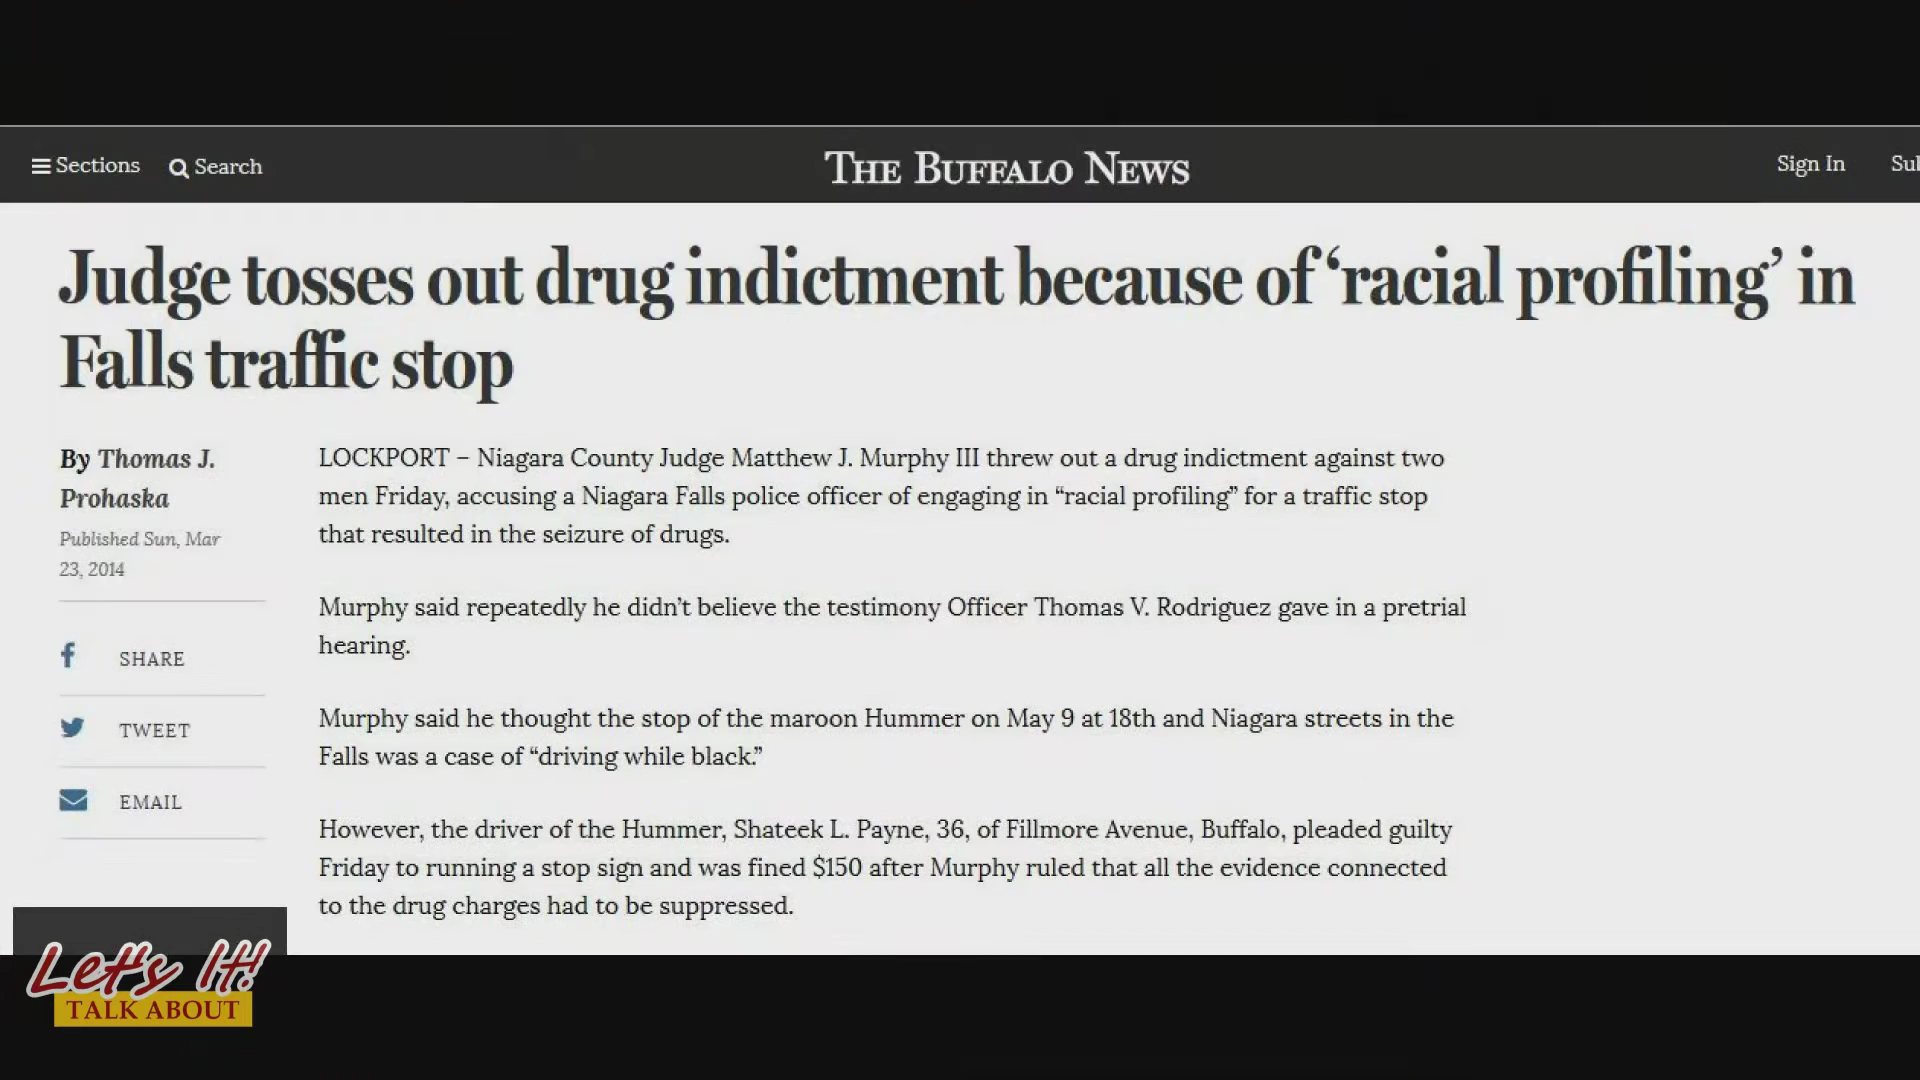 Sections Search THE BUFFALO NEWS Sign In Sub
Judge tosses out drug indictment because of ‘racial profiling’ in
Falls traffic stop
By Thomas J.
Prohaska
Published Sun, Mar
23, 2014
SHARE
TWEET
EMAIL
LOCKPORT – Niagara County Judge Matthew J. Murphy III threw out a drug indictment against two
men Friday, accusing a Niagara Falls police officer of engaging in “racial profiling” for a traffic stop
that resulted in the seizure of drugs.
Murphy said repeatedly he didn’t believe the testimony Officer Thomas V. Rodriguez gave in a pretrial
hearing.
Murphy said he thought the stop of the maroon Hummer on May 9 at 18th and Niagara streets in the
Falls was a case of “driving while black.”
However, the driver of the Hummer, Shateek L. Payne, 36, of Fillmore Avenue, Buffalo, pleaded guilty
Friday to running a stop sign and was fined $150 after Murphy ruled that all the evidence connected
to the drug charges had to be suppressed.
Let's It!
TALK ABOUT